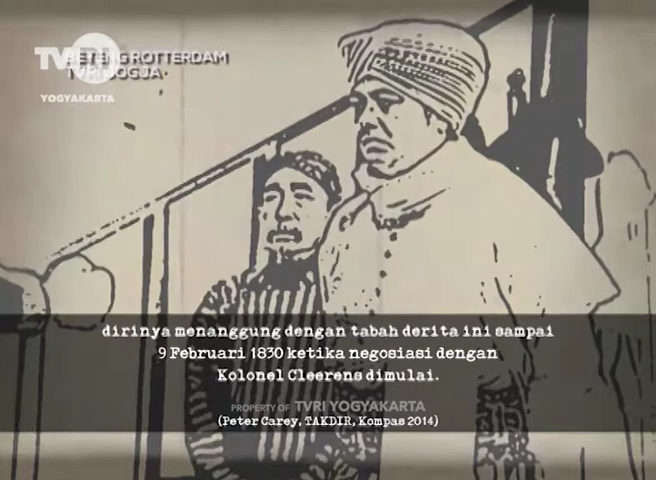 TVRI
BETENG ROTTERDAM
TVRI JOGJA
YOGYAKARTA
dirinya menanggung dengan tabah derita ini sampai
9 Februari 1830 ketika negosiasi dengan
Kolonel Cleerens dimulai.
PROPERTY OF TVRI YOGYAKARTA
(Peter Carey, TAKDIR, Kompas 2014)